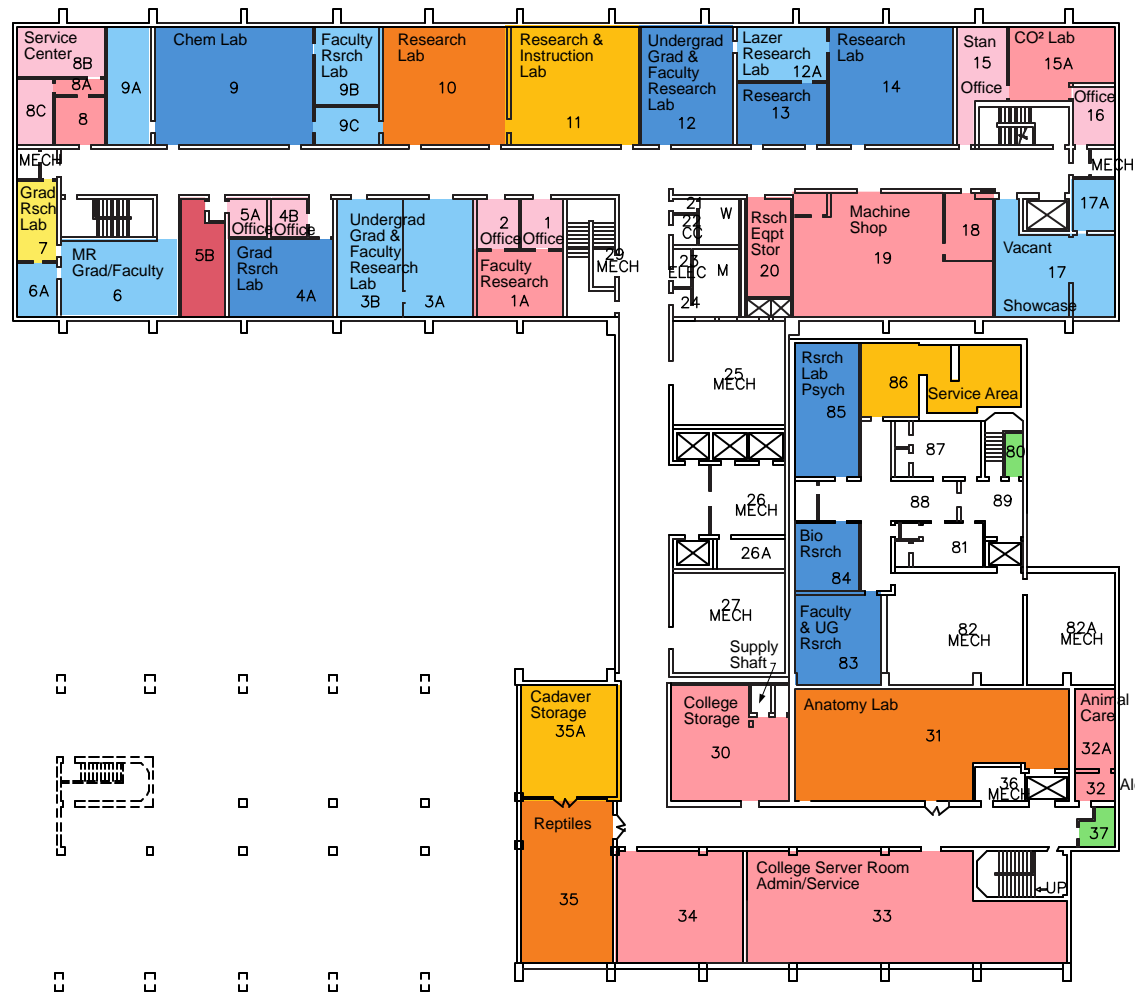 Service
Center
8B
8A
8C
8
9A
Chem Lab
9
Faculty
Rsrch
Lab
9B
9C
Research
Lab
10
Research &
Instruction
Lab
11
Undergrad
Grad &
Faculty
Research
Lab
12
Lazer
Research
Lab
12A
Research
13
Research
Lab
14
Stan
15
Office
CO² Lab
15A
Office
16
MECH
MECH
Grad
Rsch
Lab
7
6A
MR
Grad/Faculty
6
5B
5A
Office
4B
Office
Grad
Rsrch
Lab
4A
Undergrad
Grad &
Faculty
Research
Lab
3B
3A
2
Office
1
Office
Faculty
Research
1A
29
MECH
21
22
CC
W
23
ELEC
M
24
Rsch
Eqpt
Stor
20
Machine
Shop
19
18
17A
Vacant
17
Showcase
25
MECH
Rsrch
Lab
Psych
85
86
Service Area
87
80
26
MECH
88
89
26A
Bio
Rsrch
84
81
27
MECH
Faculty
& UG
Rsrch
83
82
MECH
82A
MECH
Supply
Shaft
Cadaver
Storage
35A
College
Storage
30
Anatomy Lab
31
Animal
Care
32A
36
MECH
32
Al
Reptiles
35
37
34
College Server Room
Admin/Service
33
UP